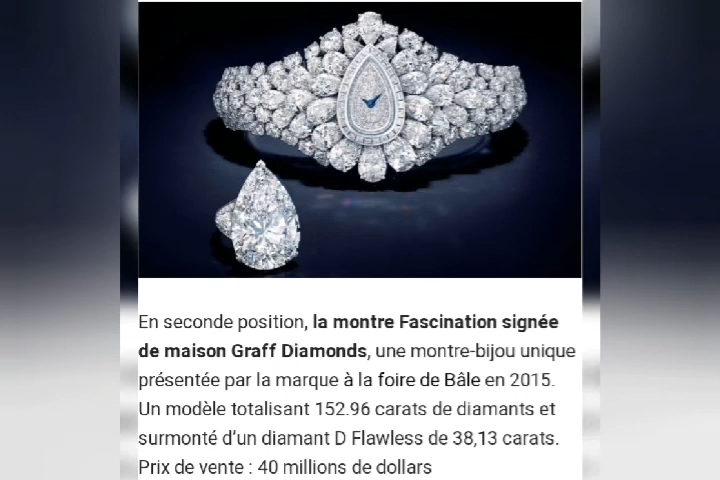 En seconde position, la montre Fascination signée
de maison Graff Diamonds, une montre-bijou unique
présentée par la marque à la foire de Bâle en 2015.
Un modèle totalisant 152.96 carats de diamants et
surmonté d'un diamant D Flawless de 38,13 carats.
Prix de vente : 40 millions de dollars